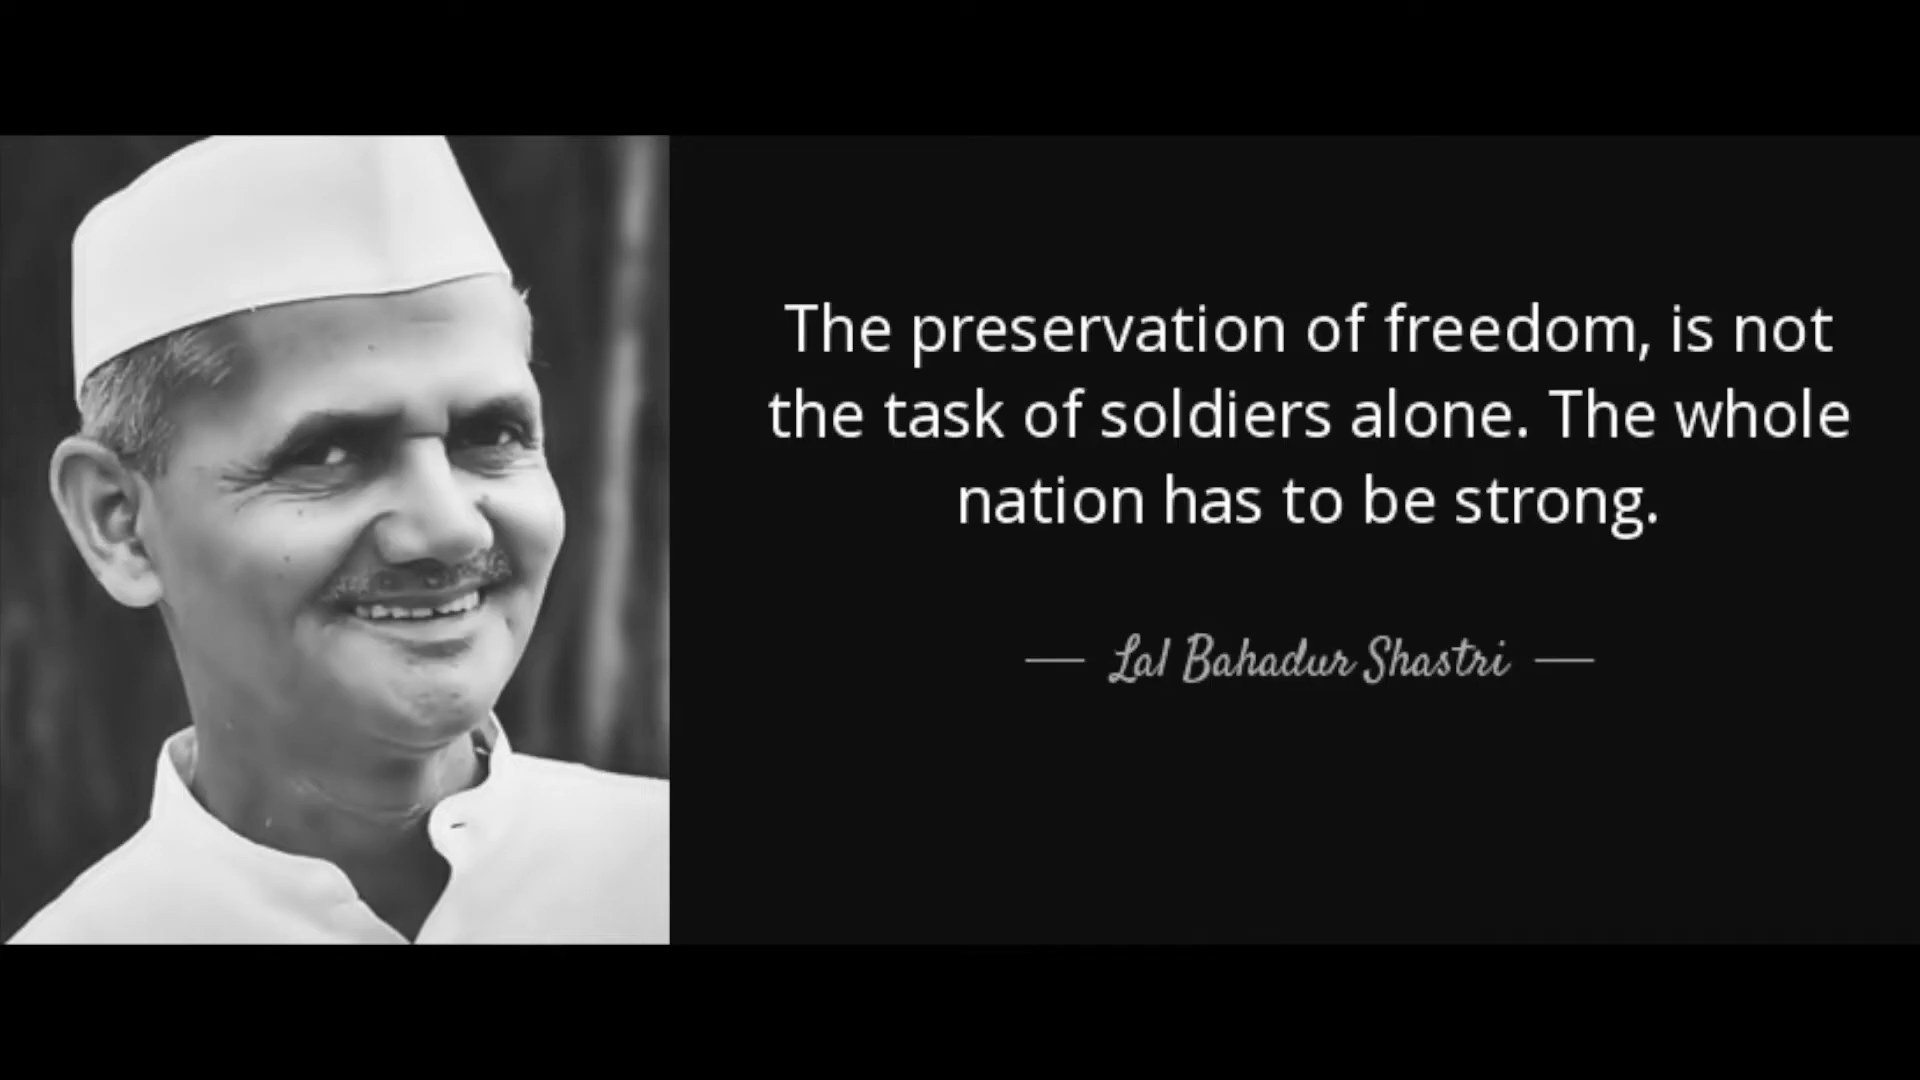 The preservation of freedom, is not
the task of soldiers alone. The whole
nation has to be strong.
— Lal Bahadur Shastri —